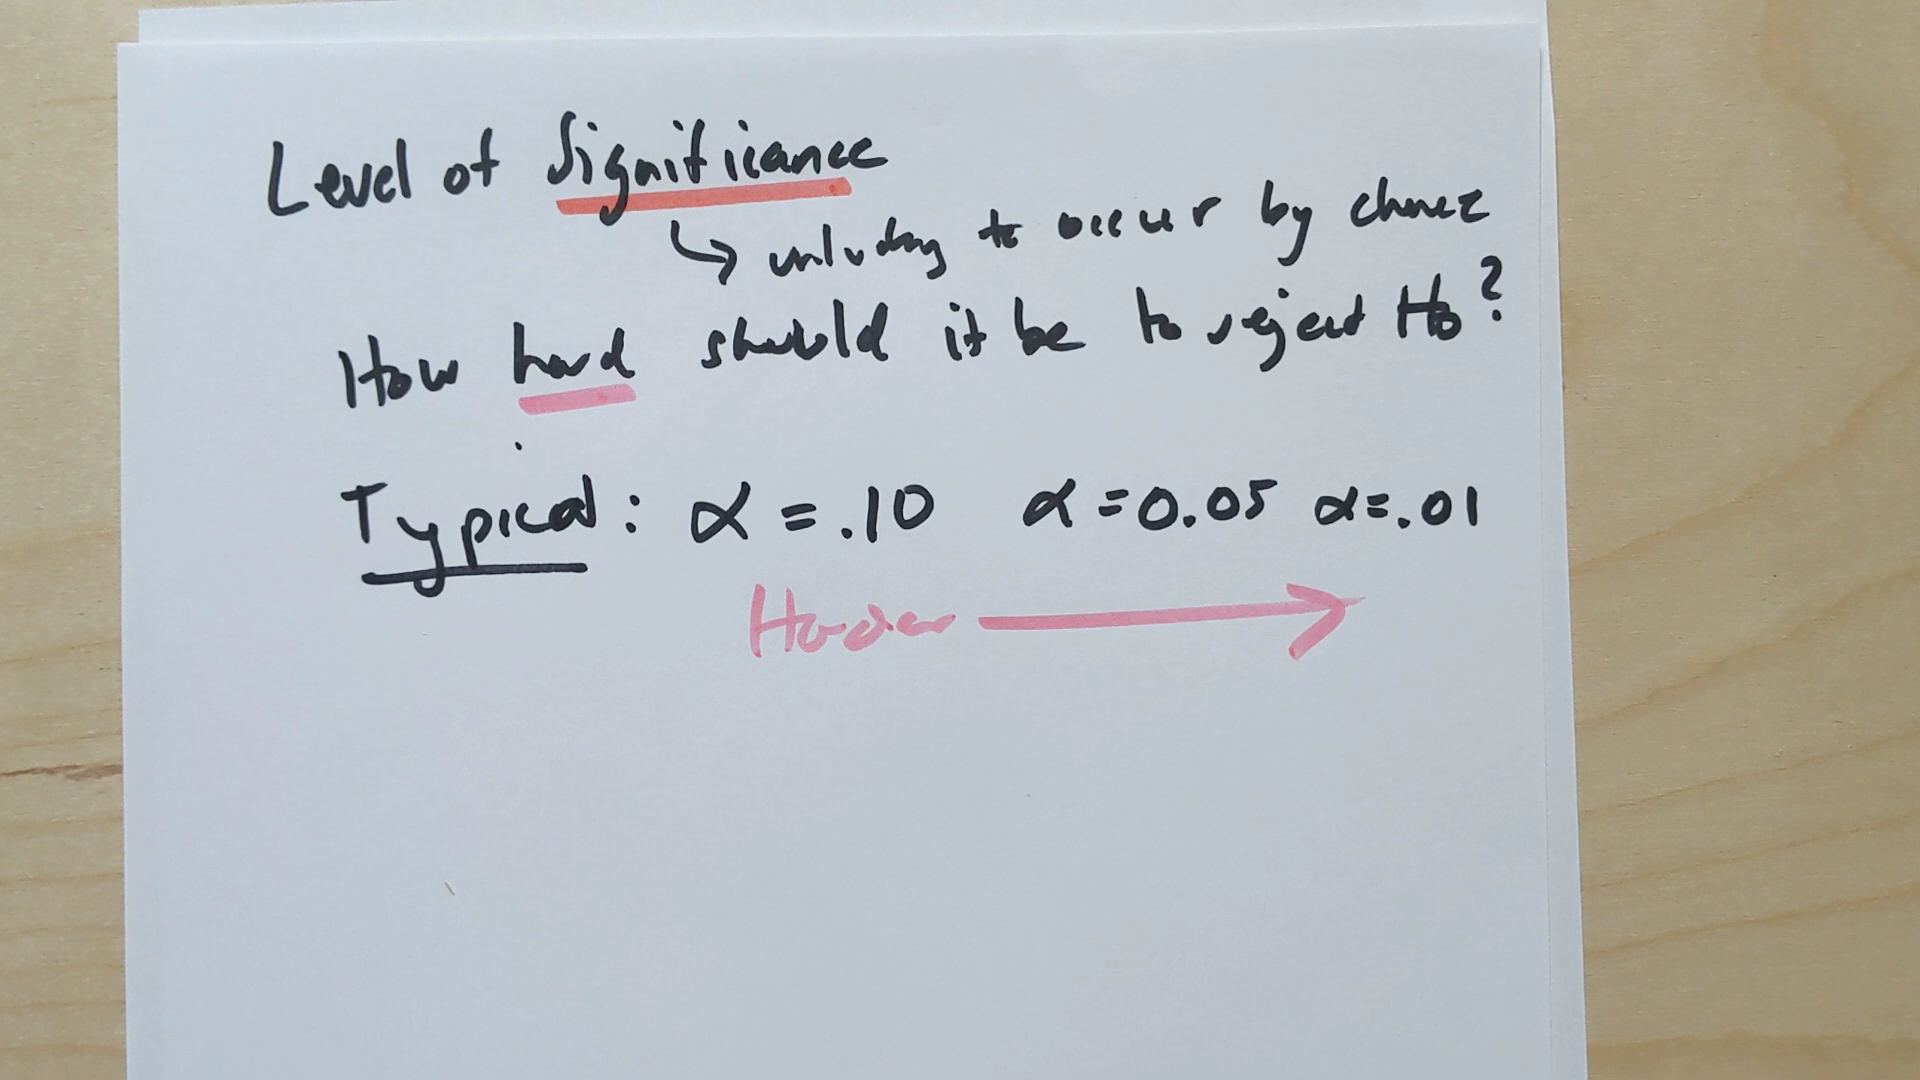 Level of Significance
↳ unlikely to occur by chance
How hard should it be to reject Ho?
Typical: α = .10 α = 0.05 α = .01
Harder →